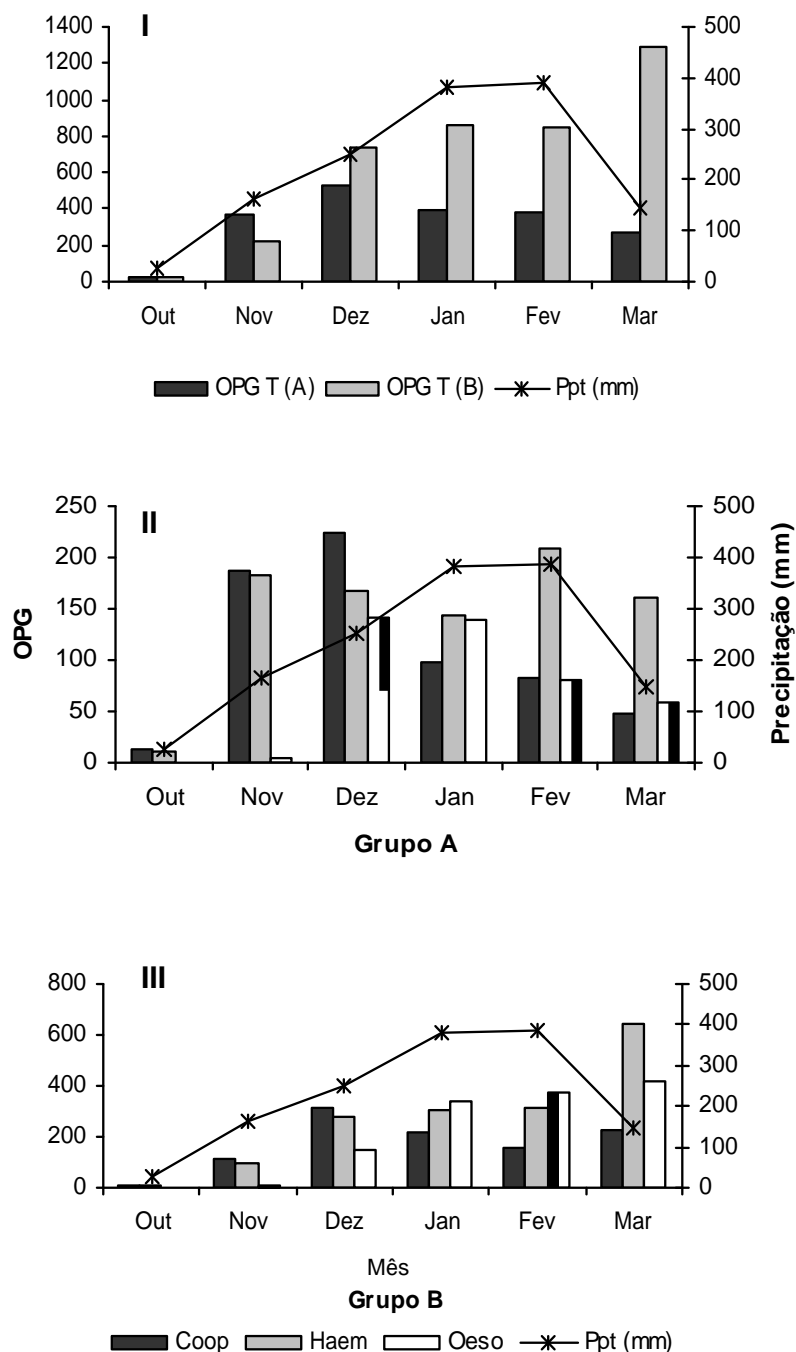 I
1400
1200
1000
800
600
400
200
0
500
400
300
200
100
0
Out Nov Dez Jan Fev Mar
OPG T (A) OPG T (B) Ppt (mm)
II
250
200
150
100
50
0
OPG
500
400
300
200
100
0
Precipitação (mm)
Out Nov Dez Jan Fev Mar
Grupo A
III
800
600
400
200
0
500
400
300
200
100
0
Out Nov Dez Jan Fev Mar
Mês
Grupo B
Coop Haem Oeso Ppt (mm)